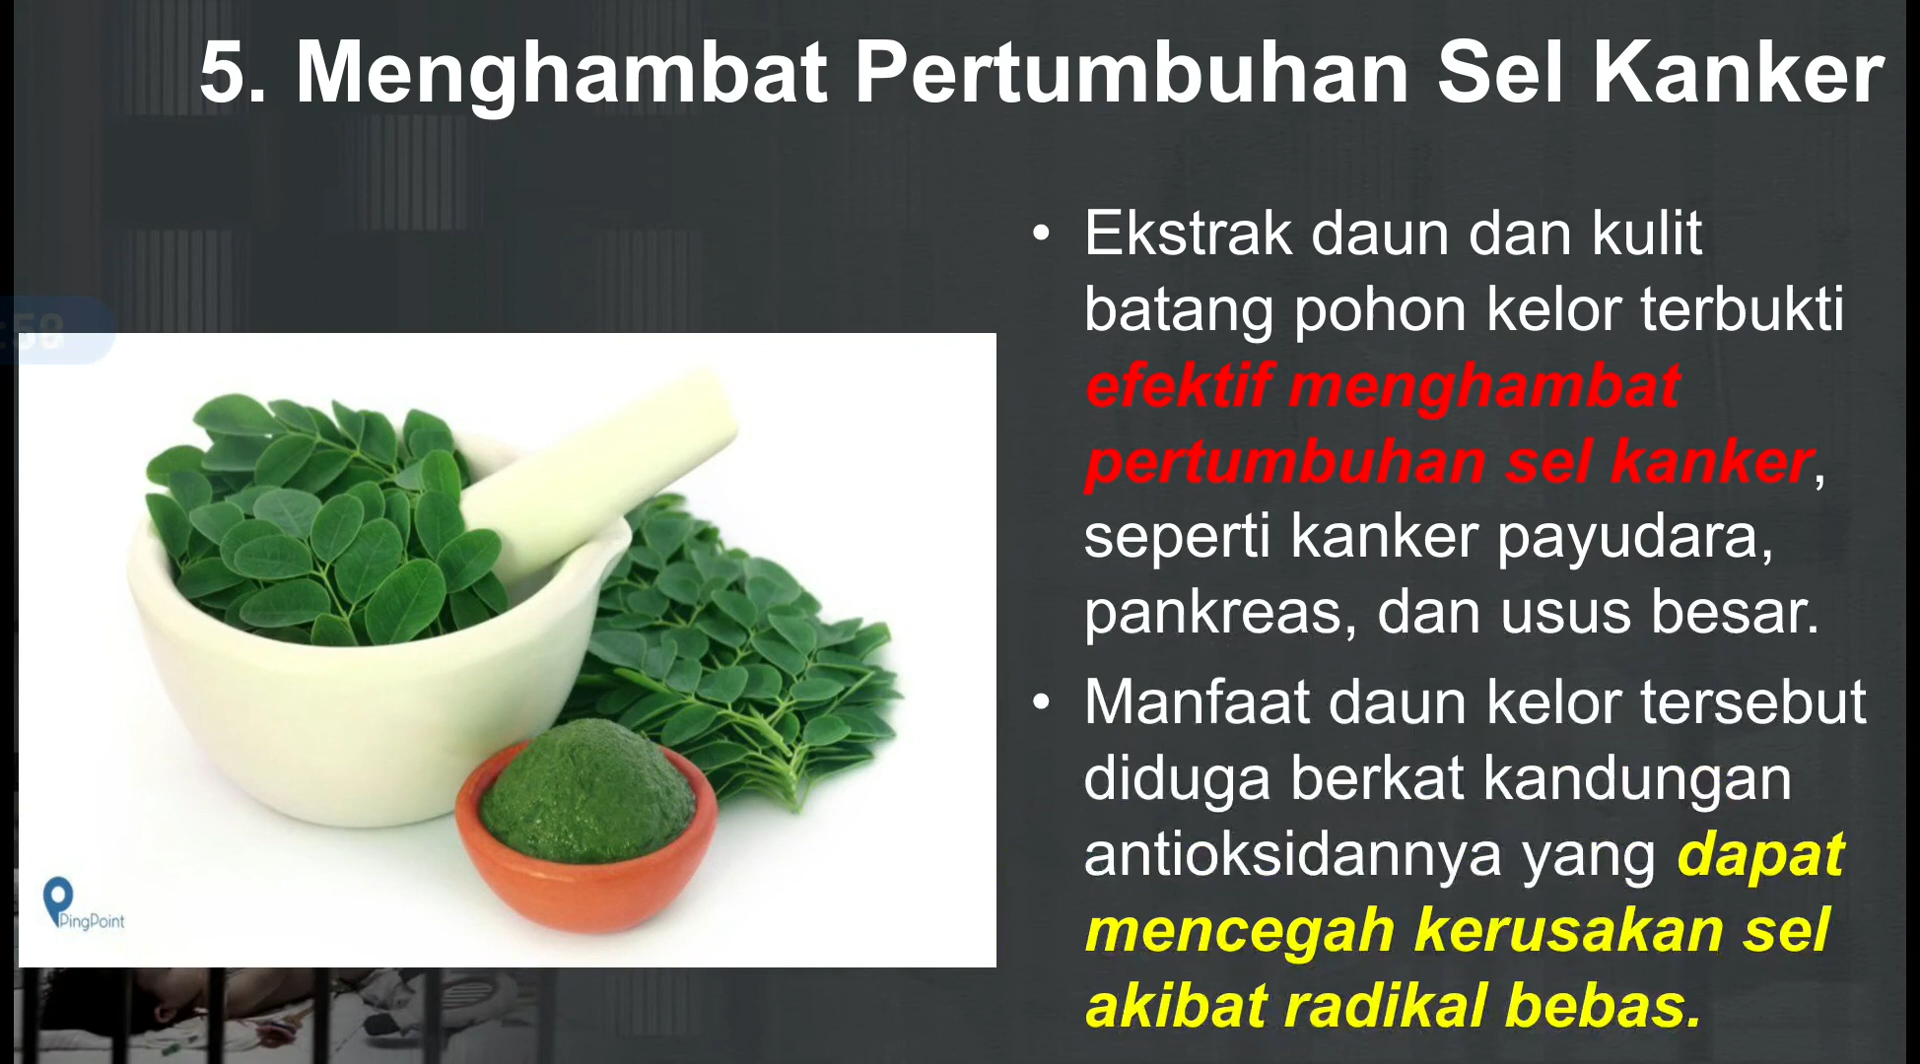 5. Menghambat Pertumbuhan Sel Kanker
:58
• Ekstrak daun dan kulit
batang pohon kelor terbukti
efektif menghambat
pertumbuhan sel kanker,
seperti kanker payudara,
pankreas, dan usus besar.
• Manfaat daun kelor tersebut
diduga berkat kandungan
antioksidannya yang dapat
mencegah kerusakan sel
akibat radikal bebas.
PingPoint